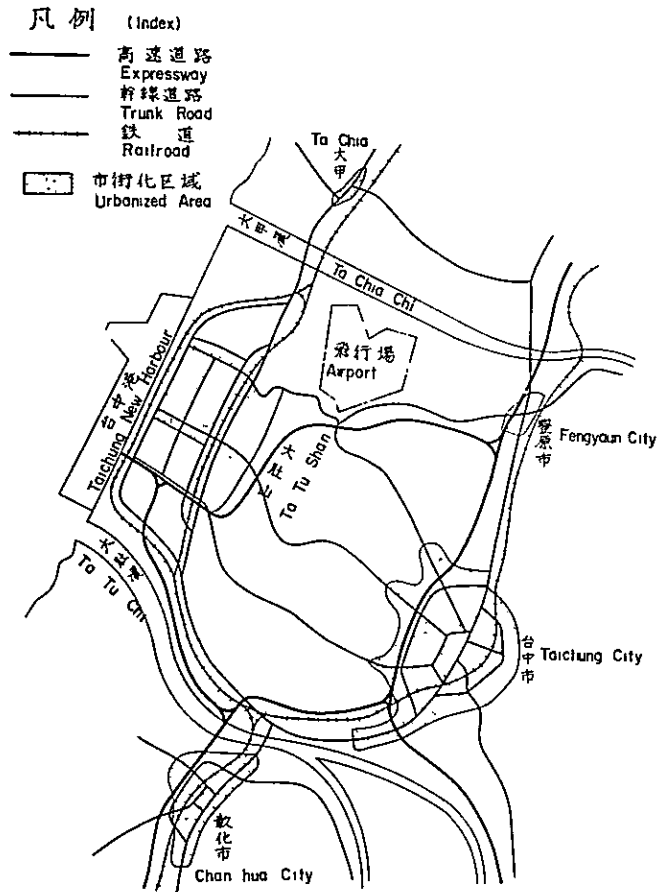 凡例 (Index)
高速道路
Expressway
幹線道路
Trunk Road
鉄道
Railroad
市街化区域
Urbanized Area
Ta Chia
大甲
大甲溪
Ta Chia Chi
飛行場
Airport
台中港
Taichung New Harbour
大肚山
Ta Tu Shan
豐原市
Fengyaun City
大肚溪
Ta Tu Chi
台中市
Taichung City
彰化市
Chan hua City